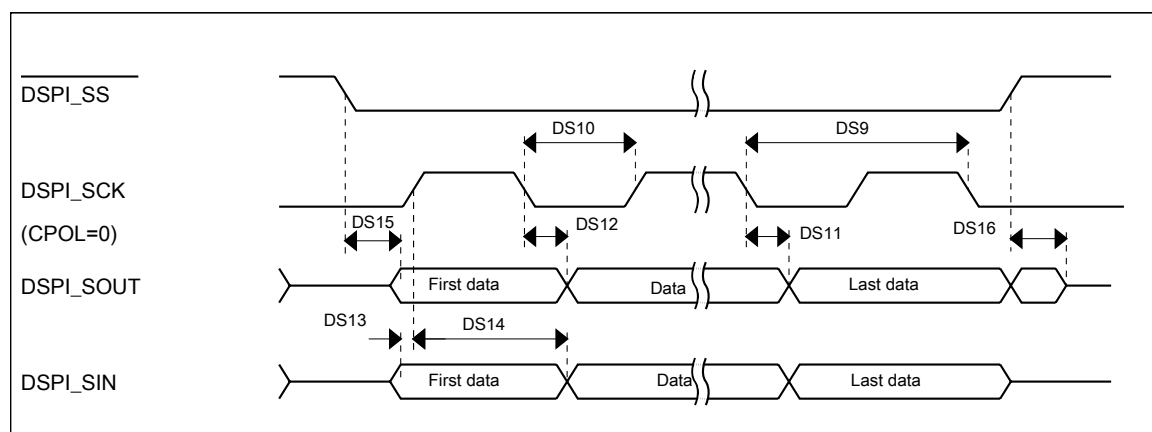 DSPI_SS
DS10
DS9
DSPI_SCK
DS15
DS12
DS11
DS16
(CPOL=0)
DSPI_SOUT
First data
Data
Last data
DS13
DS14
DSPI_SIN
First data
Data
Last data